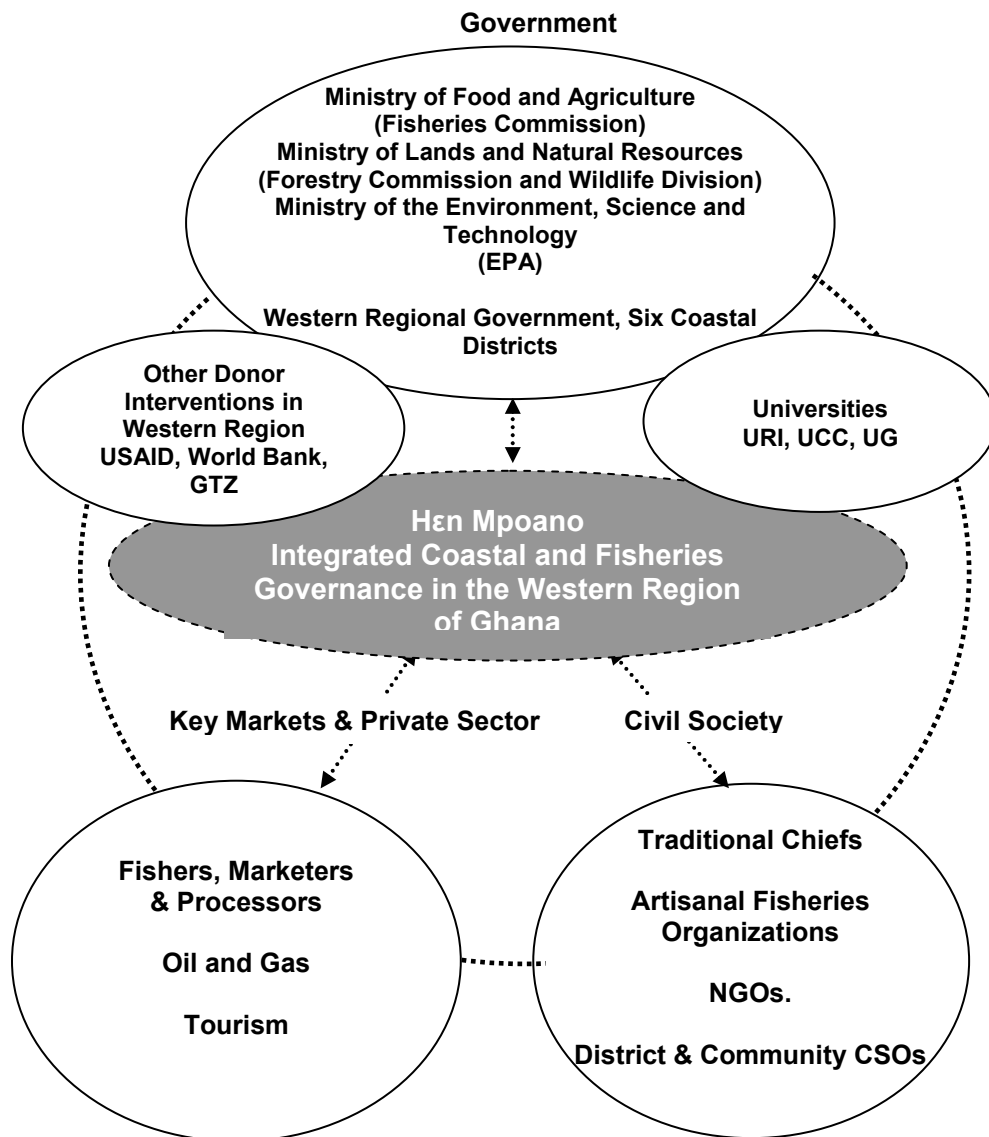 Government
Ministry of Food and Agriculture
(Fisheries Commission)
Ministry of Lands and Natural Resources
(Forestry Commission and Wildlife Division)
Ministry of the Environment, Science and
Technology
(EPA)
Western Regional Government, Six Coastal
Districts
Other Donor
Interventions in
Western Region
USAID, World Bank,
GTZ
Universities
URI, UCC, UG
Hɛn Mpoano
Integrated Coastal and Fisheries
Governance in the Western Region
of Ghana
Key Markets & Private Sector
Civil Society
Fishers, Marketers
& Processors
Oil and Gas
Tourism
Traditional Chiefs
Artisanal Fisheries
Organizations
NGOs.
District & Community CSOs